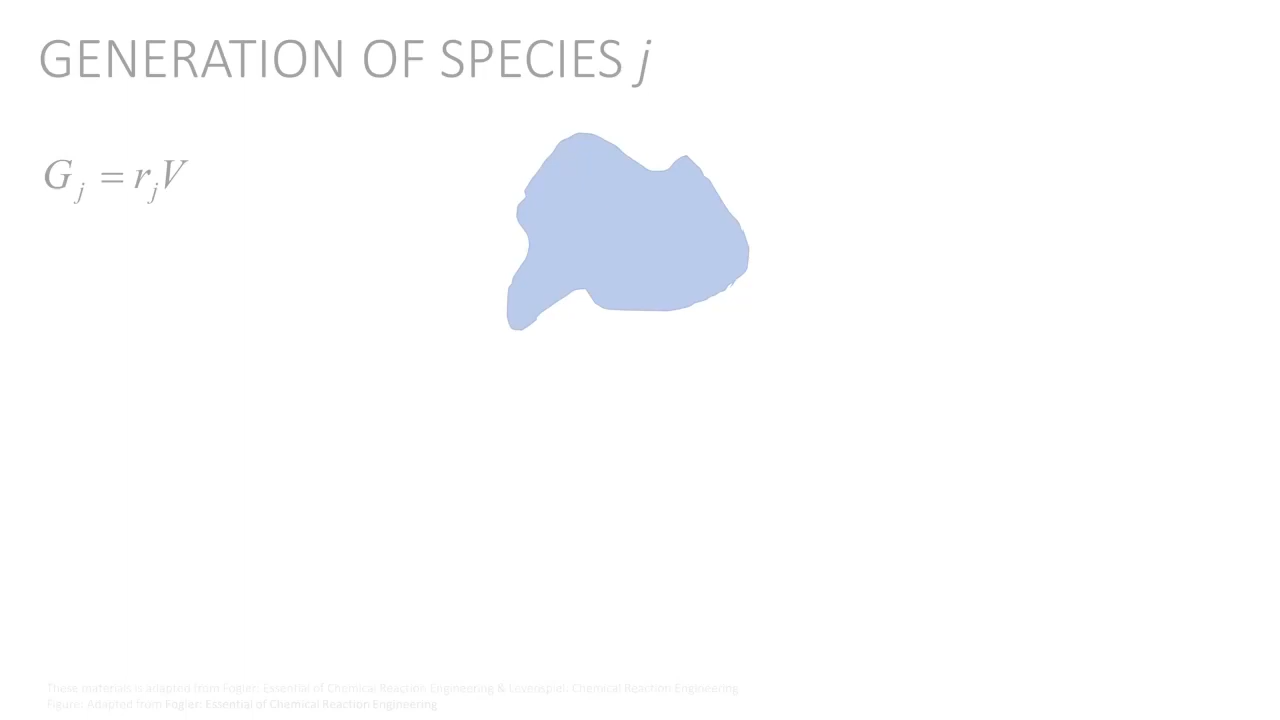 GENERATION OF SPECIES j
G_j = r_jV
These materials is adapted from Fogler: Essential of Chemical Reaction Engineering & Levenspiel: Chemical Reaction Engineering
Figure: Adapted from Fogler: Essential of Chemical Reaction Engineering